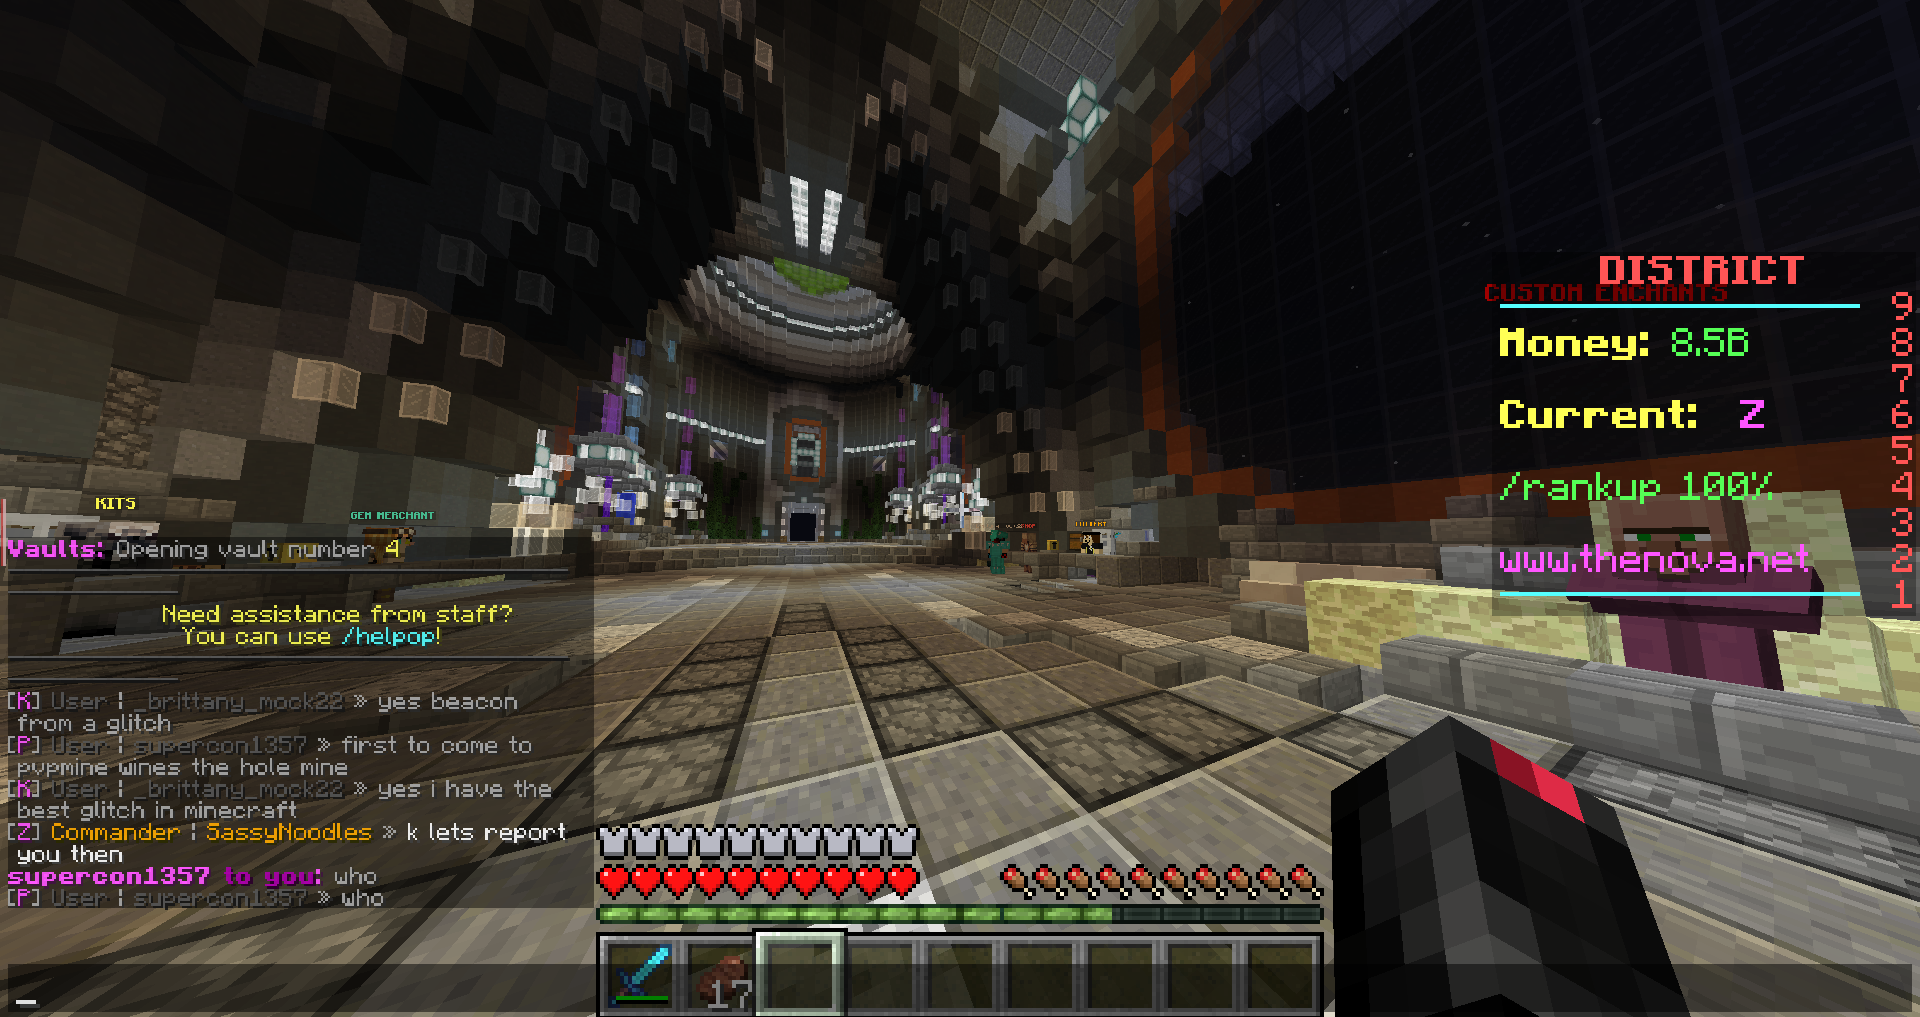 DISTRICT
CUSTOM ENCHANTS
9
Money: 8.5B
8
7
Current: Z
6
5
/rankup 100%
4
3
www.thenova.net
2
1
KITS
GEM MERCHANT
Vaults: Opening vault number 4
Need assistance from staff?
You can use /helpop!
[K] User ¦ _brittany_mock22 » yes beacon
from a glitch
[P] User ¦ supercon1357 » first to come to
pvpmine wines the hole mine
[K] User ¦ _brittany_mock22 » yes i have the
best glitch in minecraft
[Z] Commander ¦ SassyNoodles » k lets report
you then
supercon1357 to you: who
[P] User ¦ supercon1357 » who
17
_